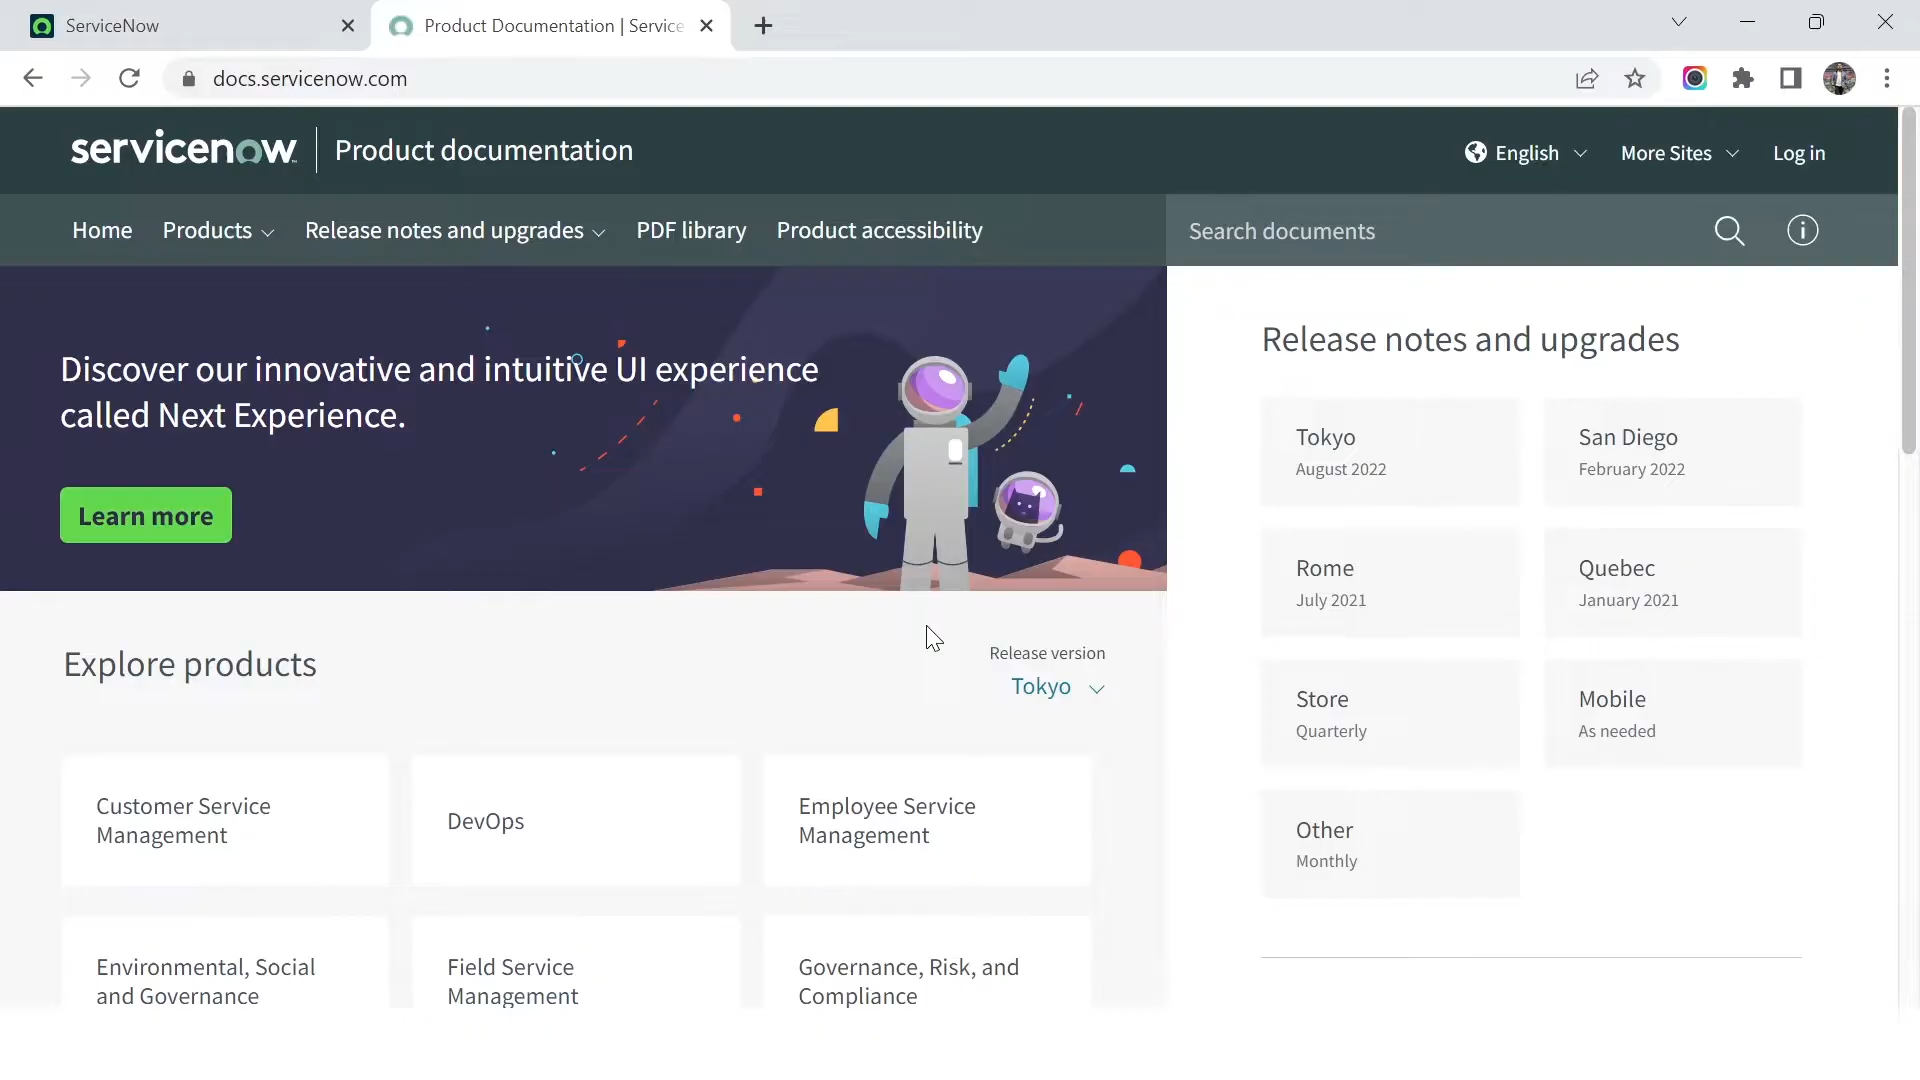 ServiceNow
Product Documentation | Service
docs.servicenow.com
servicenow
Product documentation
English
More Sites
Log in
Home
Products
Release notes and upgrades
PDF library
Product accessibility
Search documents
Discover our innovative and intuitive UI experience
called Next Experience.
Learn more
Release notes and upgrades
Tokyo
August 2022
San Diego
February 2022
Rome
July 2021
Quebec
January 2021
Store
Quarterly
Mobile
As needed
Other
Monthly
Explore products
Release version
Tokyo
Customer Service
Management
DevOps
Employee Service
Management
Environmental, Social
and Governance
Field Service
Management
Governance, Risk, and
Compliance